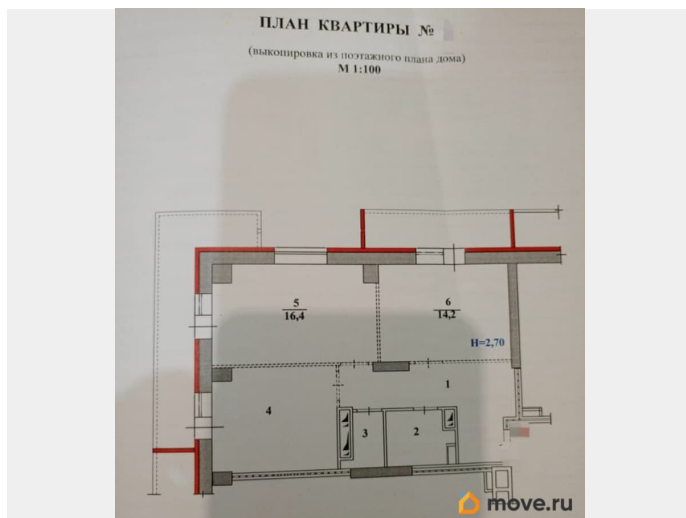 ПЛАН КВАРТИРЫ №
(выкопировка из поэтажного плана дома)
М 1:100
5
16,4
6
14,2
H=2,70
1
4
3
2
move.ru